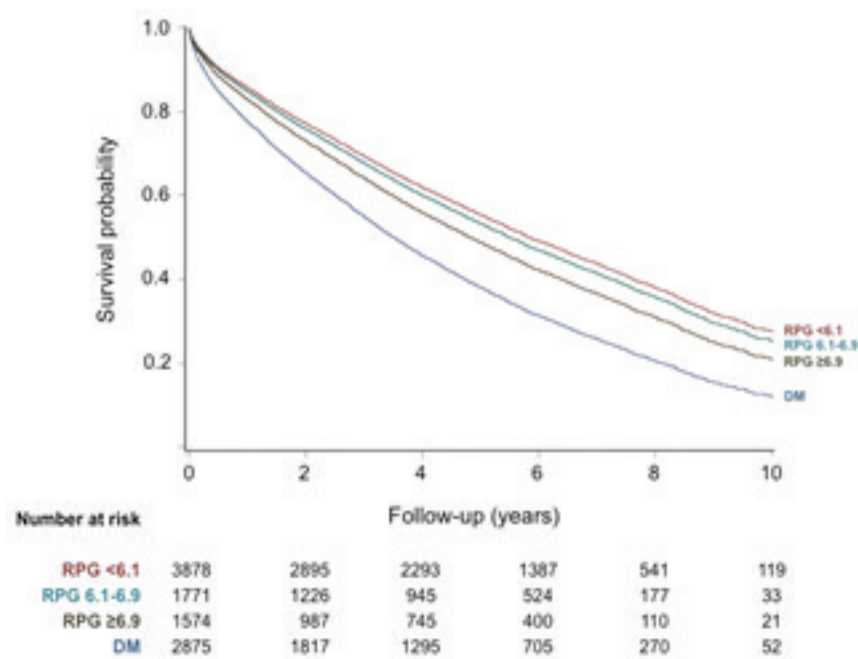 1.0
0.8
0.6
0.4
0.2
Survival probability
RPG <6.1
RPG 6.1-6.9
RPG ≥6.9
DM
0 2 4 6 8 10
Follow-up (years)
Number at risk
RPG <6.1 3878 2895 2293 1387 541 119
RPG 6.1-6.9 1771 1226 945 524 177 33
RPG ≥6.9 1574 987 745 400 110 21
DM 2875 1817 1295 705 270 52